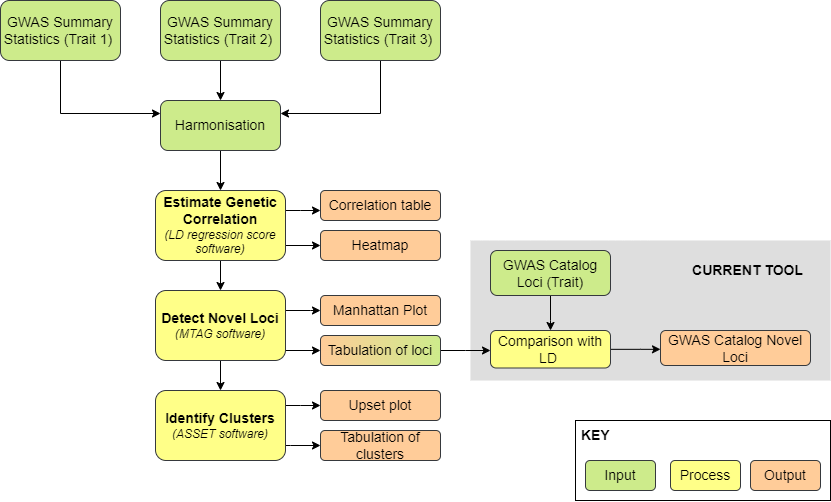 GWAS Summary
Statistics (Trait 1)
GWAS Summary
Statistics (Trait 2)
GWAS Summary
Statistics (Trait 3)
Harmonisation
Estimate Genetic
Correlation
(LD regression score
software)
Correlation table
Heatmap
GWAS Catalog
Loci (Trait)
CURRENT TOOL
Detect Novel Loci
(MTAG software)
Manhattan Plot
Tabulation of loci
Comparison with
LD
GWAS Catalog Novel
Loci
Identify Clusters
(ASSET software)
Upset plot
Tabulation of
clusters
KEY
Input
Process
Output